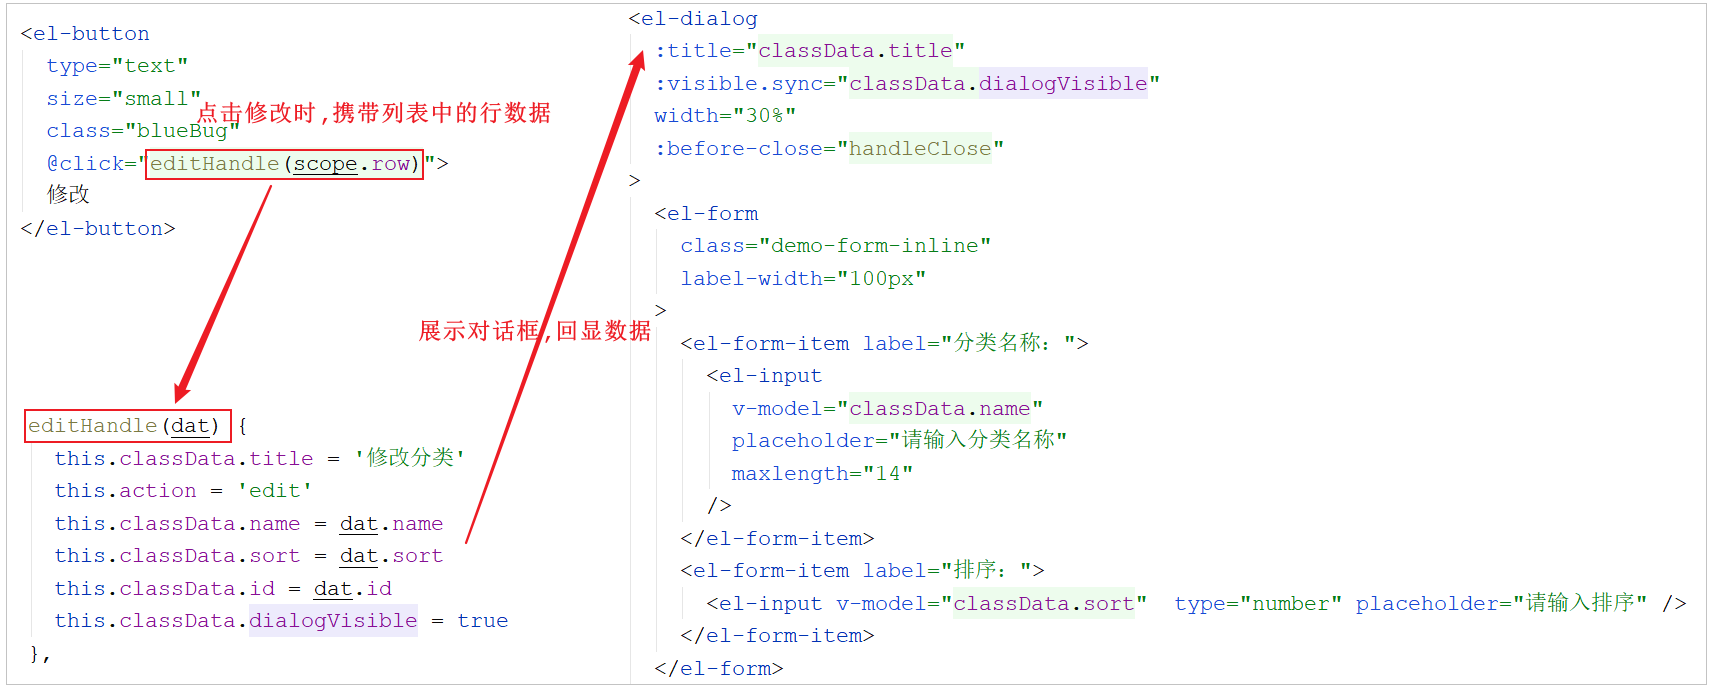 <el-button
type="text"
size="small"
点击修改时,携带列表中的行数据
class="blueBug"
@click="editHandle(scope.row)">
修改
</el-button>
editHandle(dat) {
this.classData.title = '修改分类'
this.action = 'edit'
this.classData.name = dat.name
this.classData.sort = dat.sort
this.classData.id = dat.id
this.classData.dialogVisible = true
},
展示对话框,回显数据
<el-dialog
:title="classData.title"
:visible.sync="classData.dialogVisible"
width="30%"
:before-close="handleClose"
>
<el-form
class="demo-form-inline"
label-width="100px"
>
<el-form-item label="分类名称：">
<el-input
v-model="classData.name"
placeholder="请输入分类名称"
maxlength="14"
/>
</el-form-item>
<el-form-item label="排序：">
<el-input v-model="classData.sort"  type="number" placeholder="请输入排序" />
</el-form-item>
</el-form>